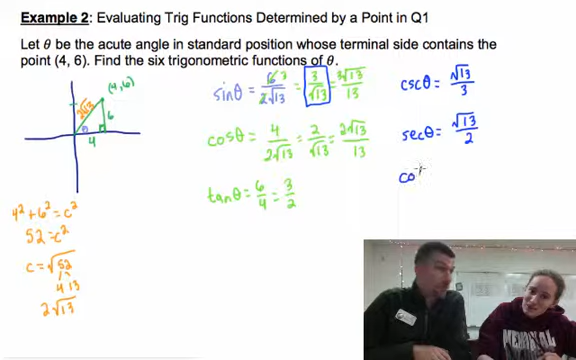 Example 2: Evaluating Trig Functions Determined by a Point in Q1
Let θ be the acute angle in standard position whose terminal side contains the
point (4, 6). Find the six trigonometric functions of θ.
(4,6)
2√13
6
θ
4
4² + 6² = c²
52 = c²
c = √52
4 13
2√13
sinθ = 6 3 / 2√13 = 3/√13 = 3√13/13
cosθ = 4/2√13 = 2/√13 = 2√13/13
tanθ = 6/4 = 3/2
cscθ = √13/3
secθ = √13/2
cot
MEMORIAL